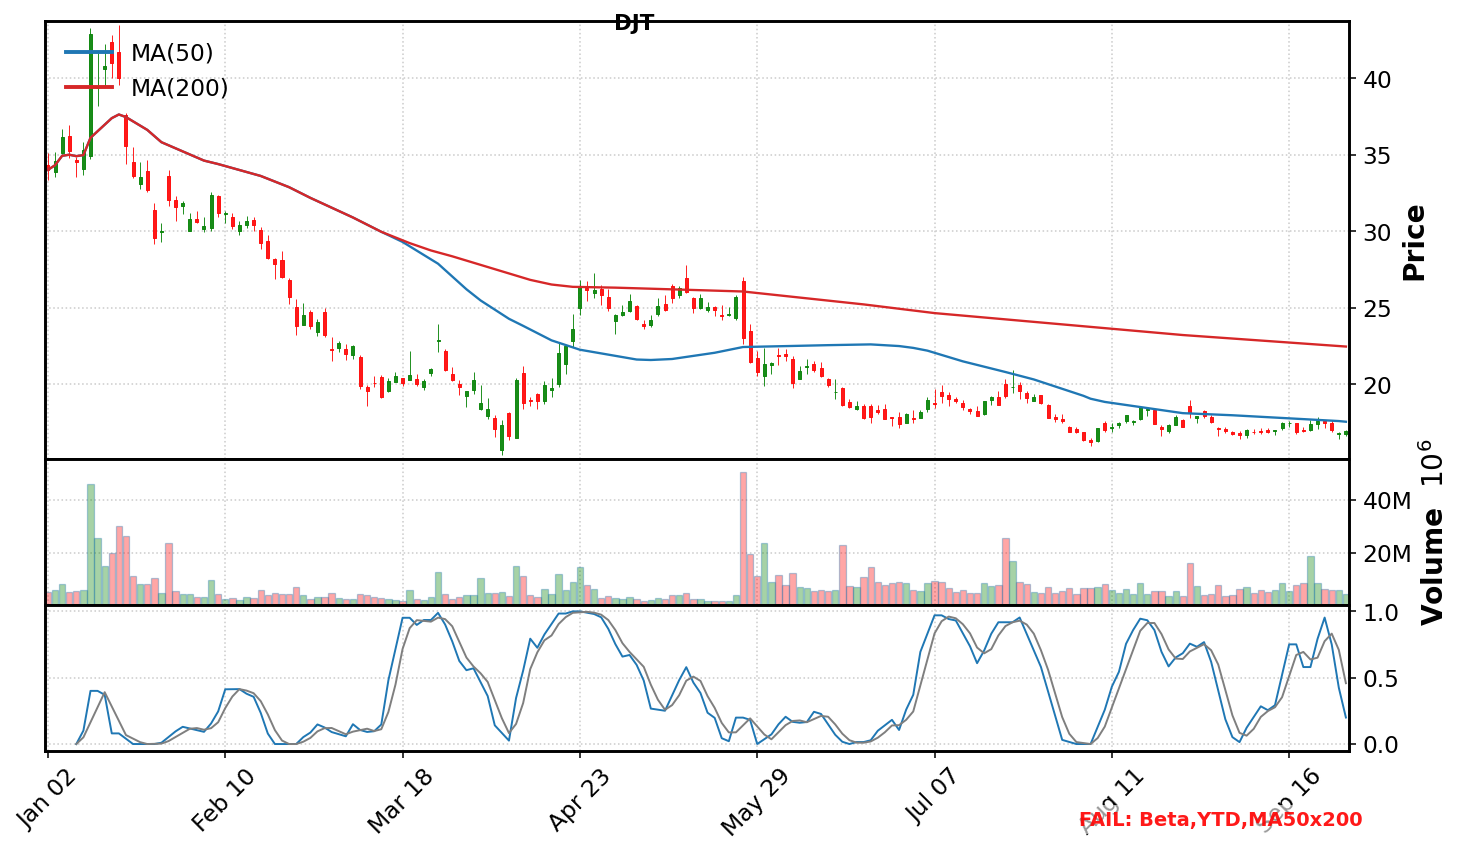 DJT
MA(50)
MA(200)
40
35
30
25
20
Price
40M
20M
Volume 10^6
1.0
0.5
0.0
Jan 02
Feb 10
Mar 18
Apr 23
May 29
Jul 07
Aug 11
Sep 16
FAIL: Beta,YTD,MA50x200